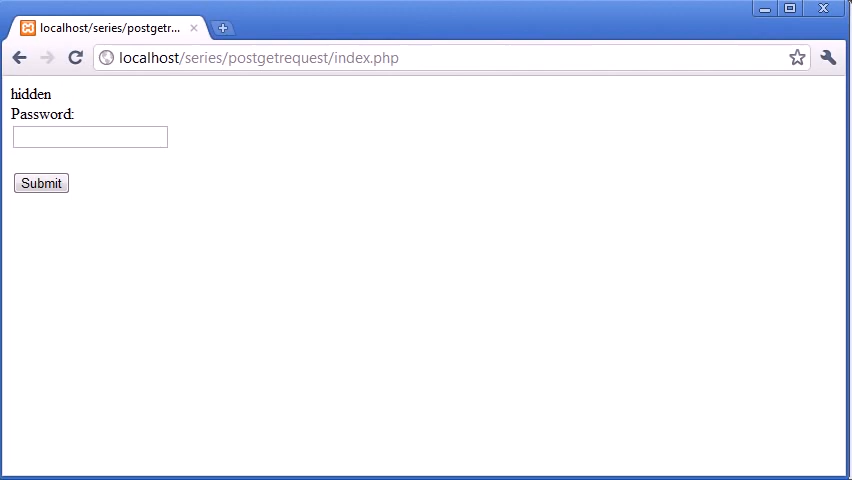 localhost/series/postgetr...
localhost/series/postgetrequest/index.php
hidden
Password:
Submit